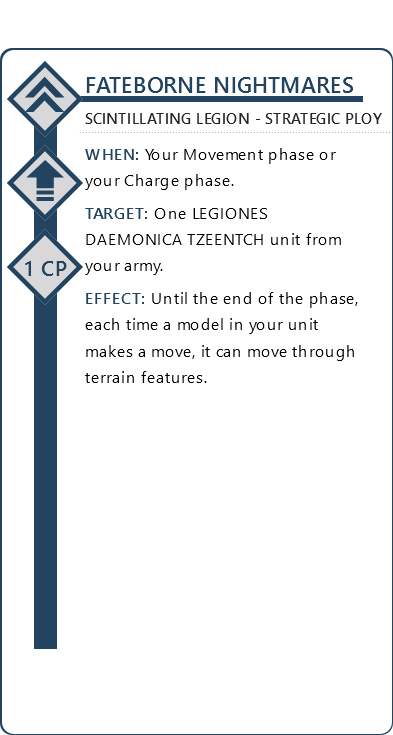 FATEBORNE NIGHTMARES
SCINTILLATING LEGION - STRATEGIC PLOY
WHEN: Your Movement phase or
your Charge phase.
TARGET: One LEGIONES
DAEMONICA TZEENTCH unit from
your army.
1 CP
EFFECT: Until the end of the phase,
each time a model in your unit
makes a move, it can move through
terrain features.